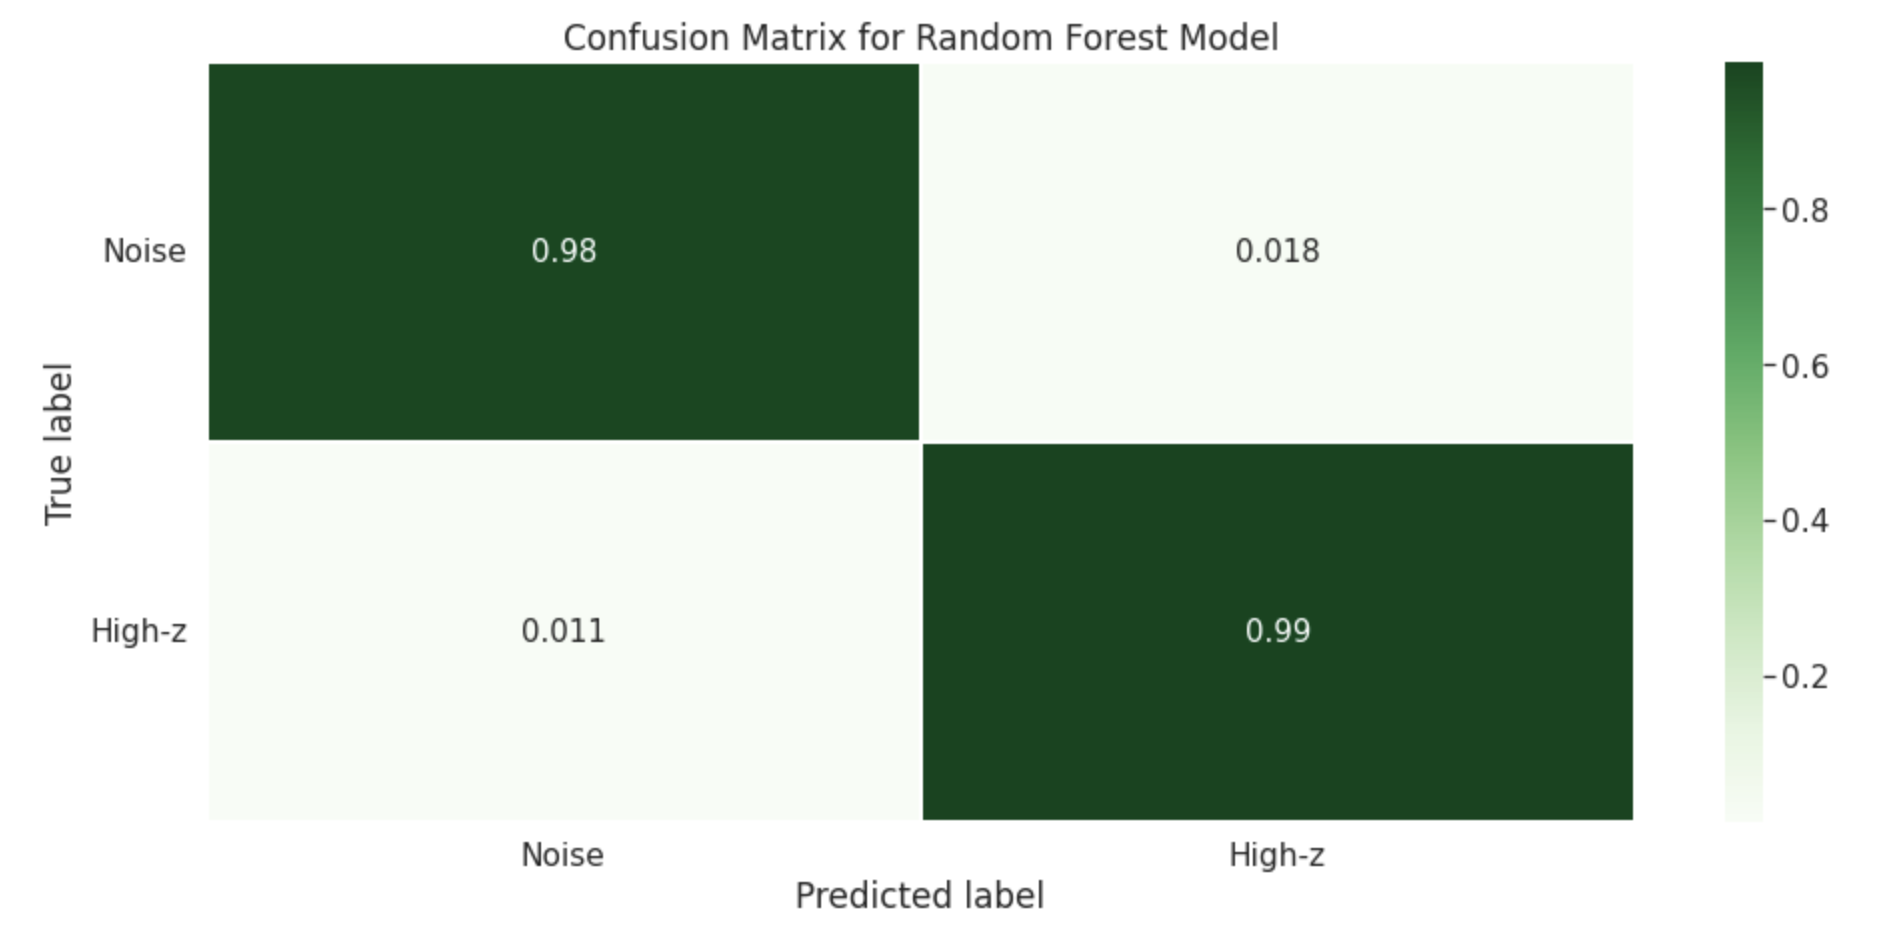 Confusion Matrix for Random Forest Model
Noise
0.98
0.018
High-z
0.011
0.99
True label
Noise
High-z
Predicted label
0.8
0.6
0.4
0.2